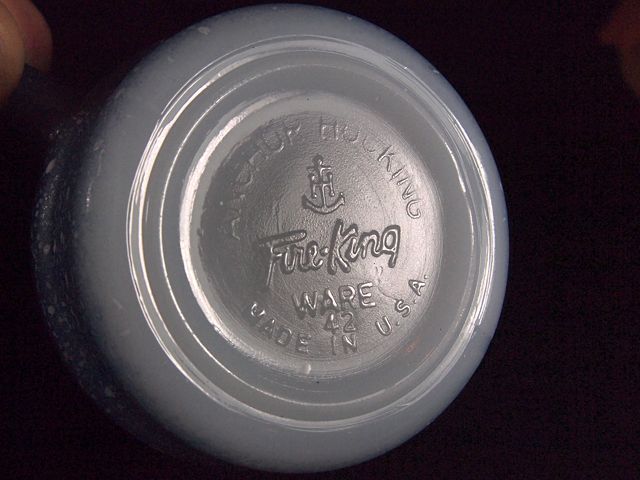 ANCHOR HOCKING
Fire-King
WARE
42
MADE IN U.S.A.